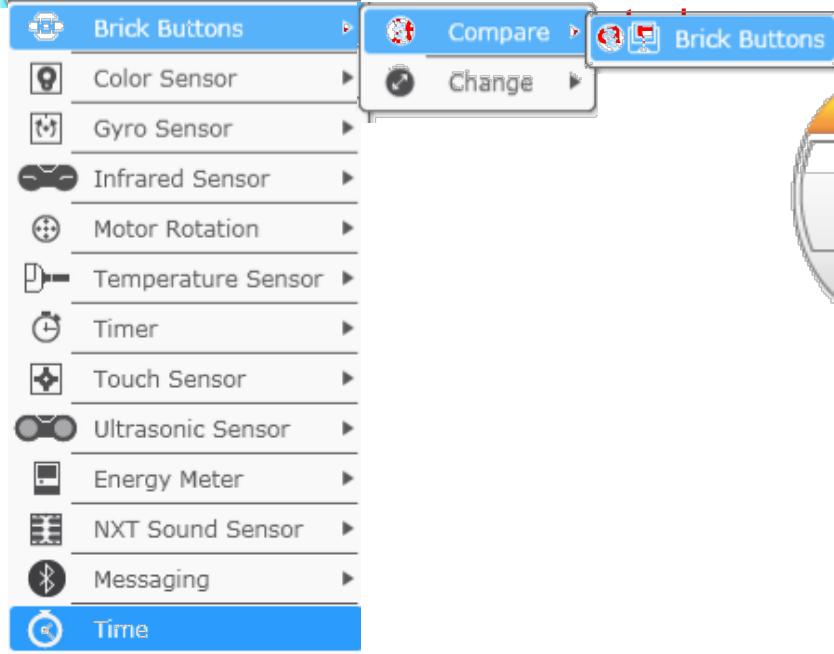 Brick Buttons
Compare
Brick Buttons
Color Sensor
Change
Gyro Sensor
Infrared Sensor
Motor Rotation
Temperature Sensor
Timer
Touch Sensor
Ultrasonic Sensor
Energy Meter
NXT Sound Sensor
Messaging
Time